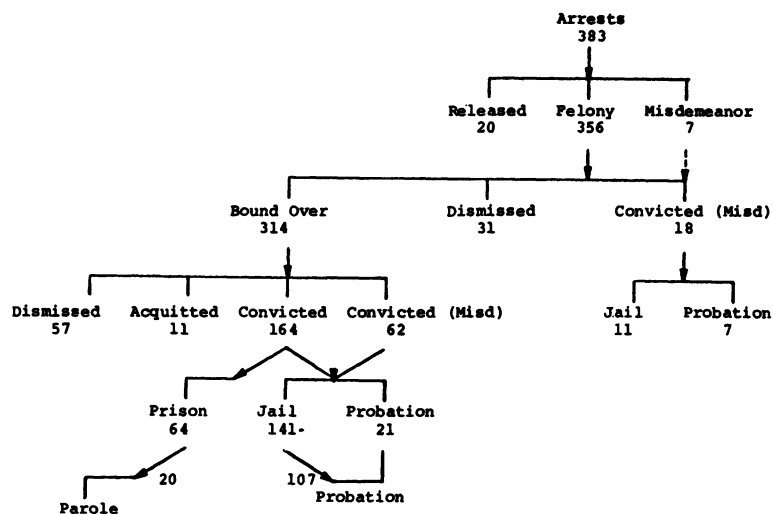 Arrests
383
Released Felony Misdemeanor
20 356 7
Bound Over Dismissed Convicted (Misd)
314 31 18
Dismissed Acquitted Convicted Convicted (Misd) Jail Probation
57 11 164 62 11 7
Prison Jail Probation
64 141- 21
20 107
Parole Probation